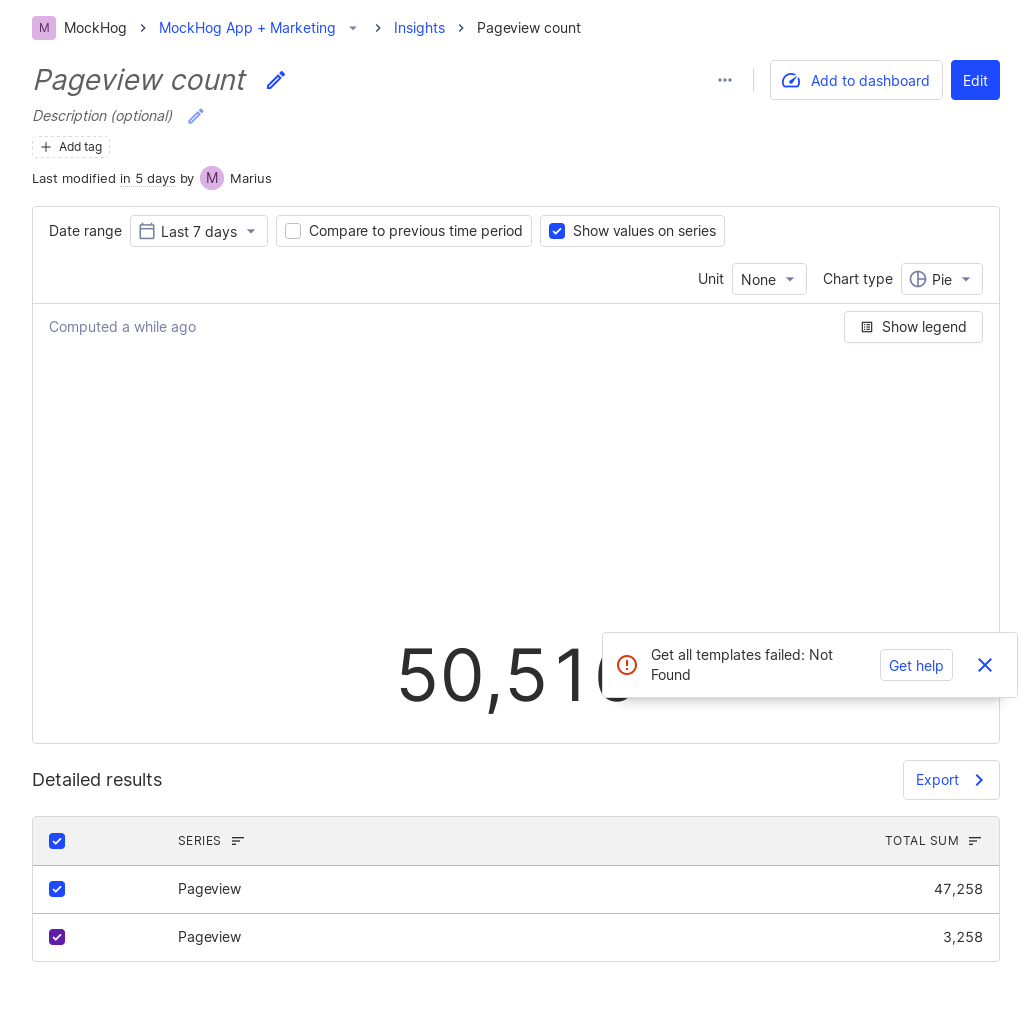 M MockHog MockHog App + Marketing Insights Pageview count
Pageview count
Add to dashboard Edit
Description (optional)
Add tag
Last modified in 5 days by M Marius
Date range Last 7 days Compare to previous time period Show values on series
Unit None Chart type Pie
Computed a while ago Show legend
50,516
Get all templates failed: Not
Found
Get help
Detailed results Export
SERIES TOTAL SUM
Pageview 47,258
Pageview 3,258